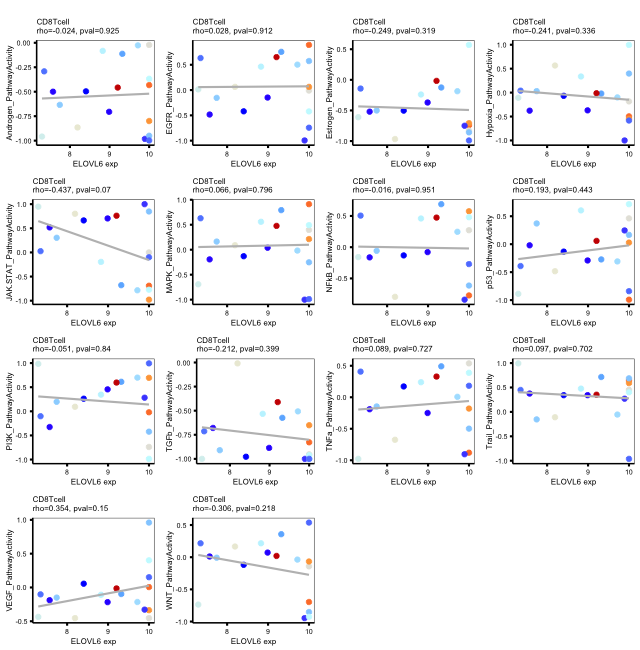 CD8Tcell
rho=-0.024, pval=0.925
Androgen_PathwayActivity
0.00
-0.25
-0.50
-0.75
-1.00
8
9
10
ELOVL6 exp
CD8Tcell
rho=0.028, pval=0.912
EGFR_PathwayActivity
1.0
0.5
0.0
-0.5
-1.0
8
9
10
ELOVL6 exp
CD8Tcell
rho=-0.249, pval=0.319
Estrogen_PathwayActivity
0.5
0.0
-0.5
-1.0
8
9
10
ELOVL6 exp
CD8Tcell
rho=-0.241, pval=0.336
Hypoxia_PathwayActivity
1.0
0.5
0.0
-0.5
-1.0
8
9
10
ELOVL6 exp
CD8Tcell
rho=-0.437, pval=0.07
JAK-STAT_PathwayActivity
1.0
0.5
0.0
-0.5
-1.0
8
9
10
ELOVL6 exp
CD8Tcell
rho=0.066, pval=0.796
MAPK_PathwayActivity
1.0
0.5
0.0
-0.5
-1.0
8
9
10
ELOVL6 exp
CD8Tcell
rho=-0.016, pval=0.951
NFkB_PathwayActivity
0.5
0.0
-0.5
8
9
10
ELOVL6 exp
CD8Tcell
rho=0.193, pval=0.443
p53_PathwayActivity
0.5
0.0
-0.5
-1.0
8
9
10
ELOVL6 exp
CD8Tcell
rho=-0.051, pval=0.84
PI3K_PathwayActivity
1.0
0.5
0.0
-0.5
-1.0
8
9
10
ELOVL6 exp
CD8Tcell
rho=-0.212, pval=0.399
TGFb_PathwayActivity
0.00
-0.25
-0.50
-0.75
-1.00
8
9
10
ELOVL6 exp
CD8Tcell
rho=0.089, pval=0.727
TNFa_PathwayActivity
0.5
0.0
-0.5
-1.0
8
9
10
ELOVL6 exp
CD8Tcell
rho=0.097, pval=0.702
Trail_PathwayActivity
1.0
0.5
0.0
-0.5
-1.0
8
9
10
ELOVL6 exp
CD8Tcell
rho=0.354, pval=0.15
VEGF_PathwayActivity
1.0
0.5
0.0
-0.5
8
9
10
ELOVL6 exp
CD8Tcell
rho=-0.306, pval=0.218
WNT_PathwayActivity
0.5
0.0
-0.5
-1.0
8
9
10
ELOVL6 exp